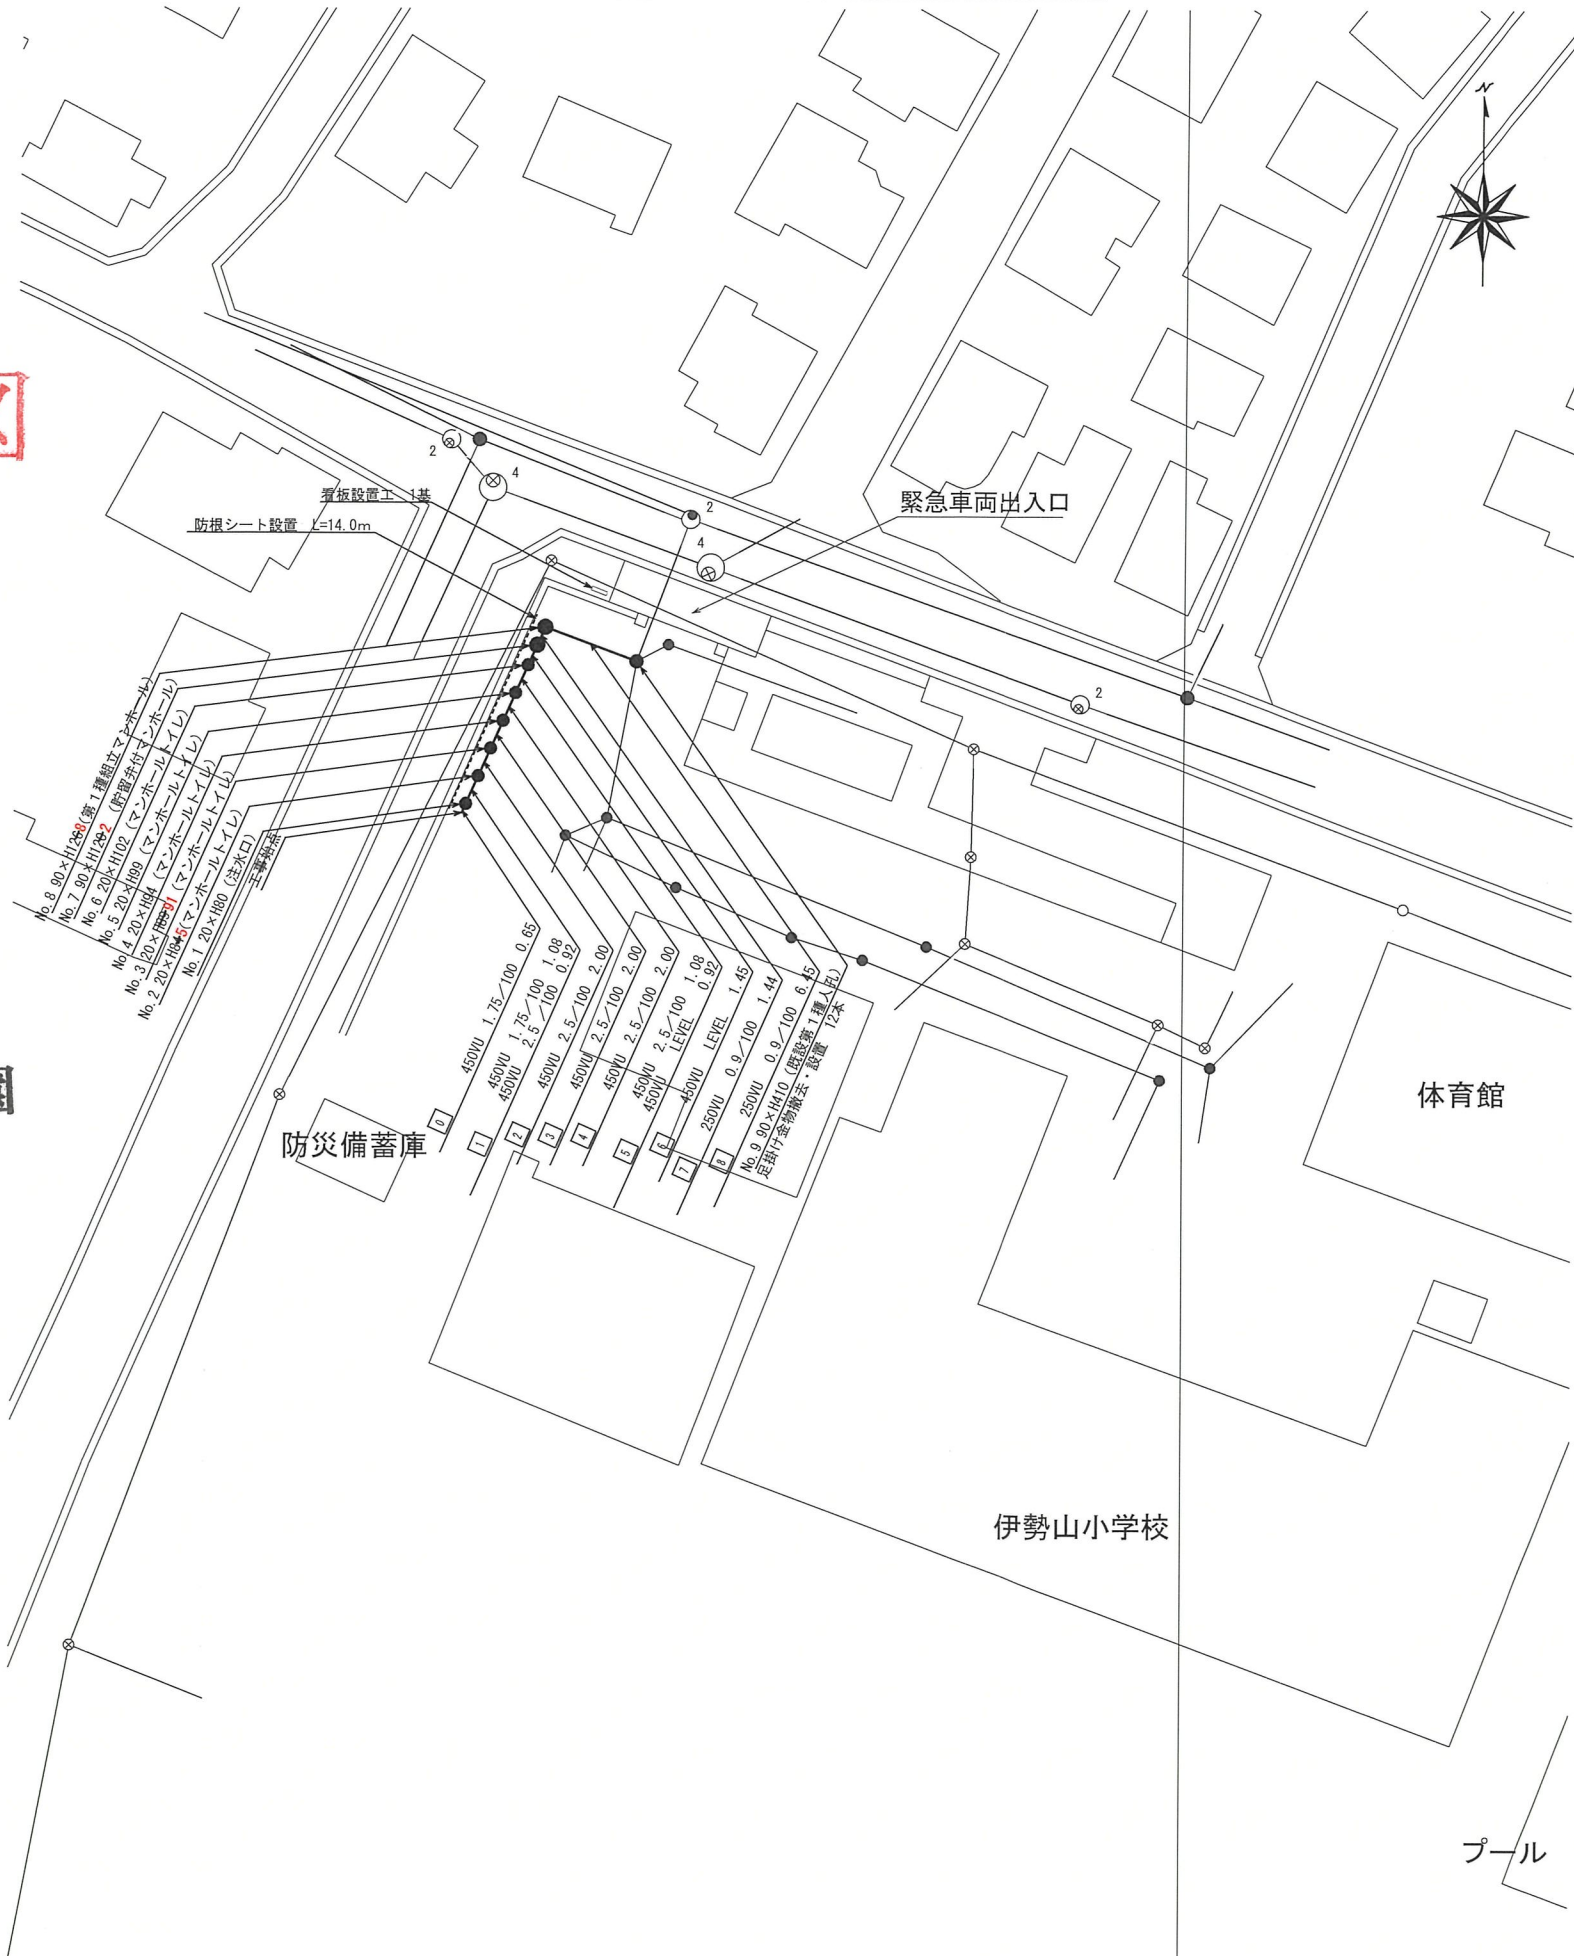 N
2
4
2
4
2
看板設置工 1基
防根シート設置 L=14.0m
緊急車両出入口
No.8 90×H1268(第1種組立マンホール)
No.7 90×H1202 (貯留弁付マンホール)
No.6 20×H102 (マンホールトイレ)
No.5 20×H99 (マンホールトイレ)
No.4 20×H94 (マンホールトイレ)
No.3 20×H8991 (マンホールトイレ)
No.2 20×H845(マンホールトイレ)
No.1 20×H80 (注水口)
工事始点
0 450VU 1.75/100 0.65
1 450VU 1.75/100 1.08
450VU 2.5/100 0.92
2 450VU 2.5/100 2.00
3 450VU 2.5/100 2.00
4 450VU 2.5/100 2.00
5 450VU 2.5/100 1.08
450VU LEVEL 0.92
6 450VU LEVEL 1.45
7 250VU 0.9/100 1.44
8 250VU 0.9/100 6.45
No.9 90×H410 (既設第1種人孔)
足掛け金物撤去・設置 12本
防災備蓄庫
体育館
伊勢山小学校
プール